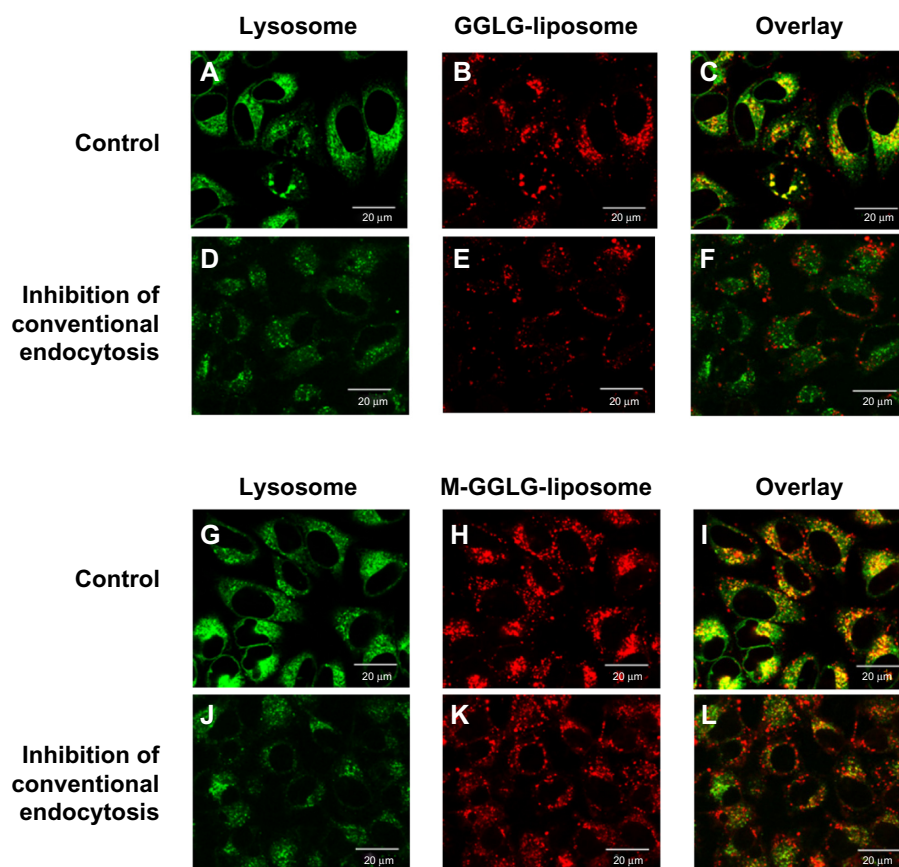 Lysosome GGLG-liposome Overlay
Control
A B C
20 μm 20 μm 20 μm
Inhibition of
conventional
endocytosis
D E F
20 μm 20 μm 20 μm
Lysosome M-GGLG-liposome Overlay
Control
G H I
20 μm 20 μm 20 μm
Inhibition of
conventional
endocytosis
J K L
20 μm 20 μm 20 μm